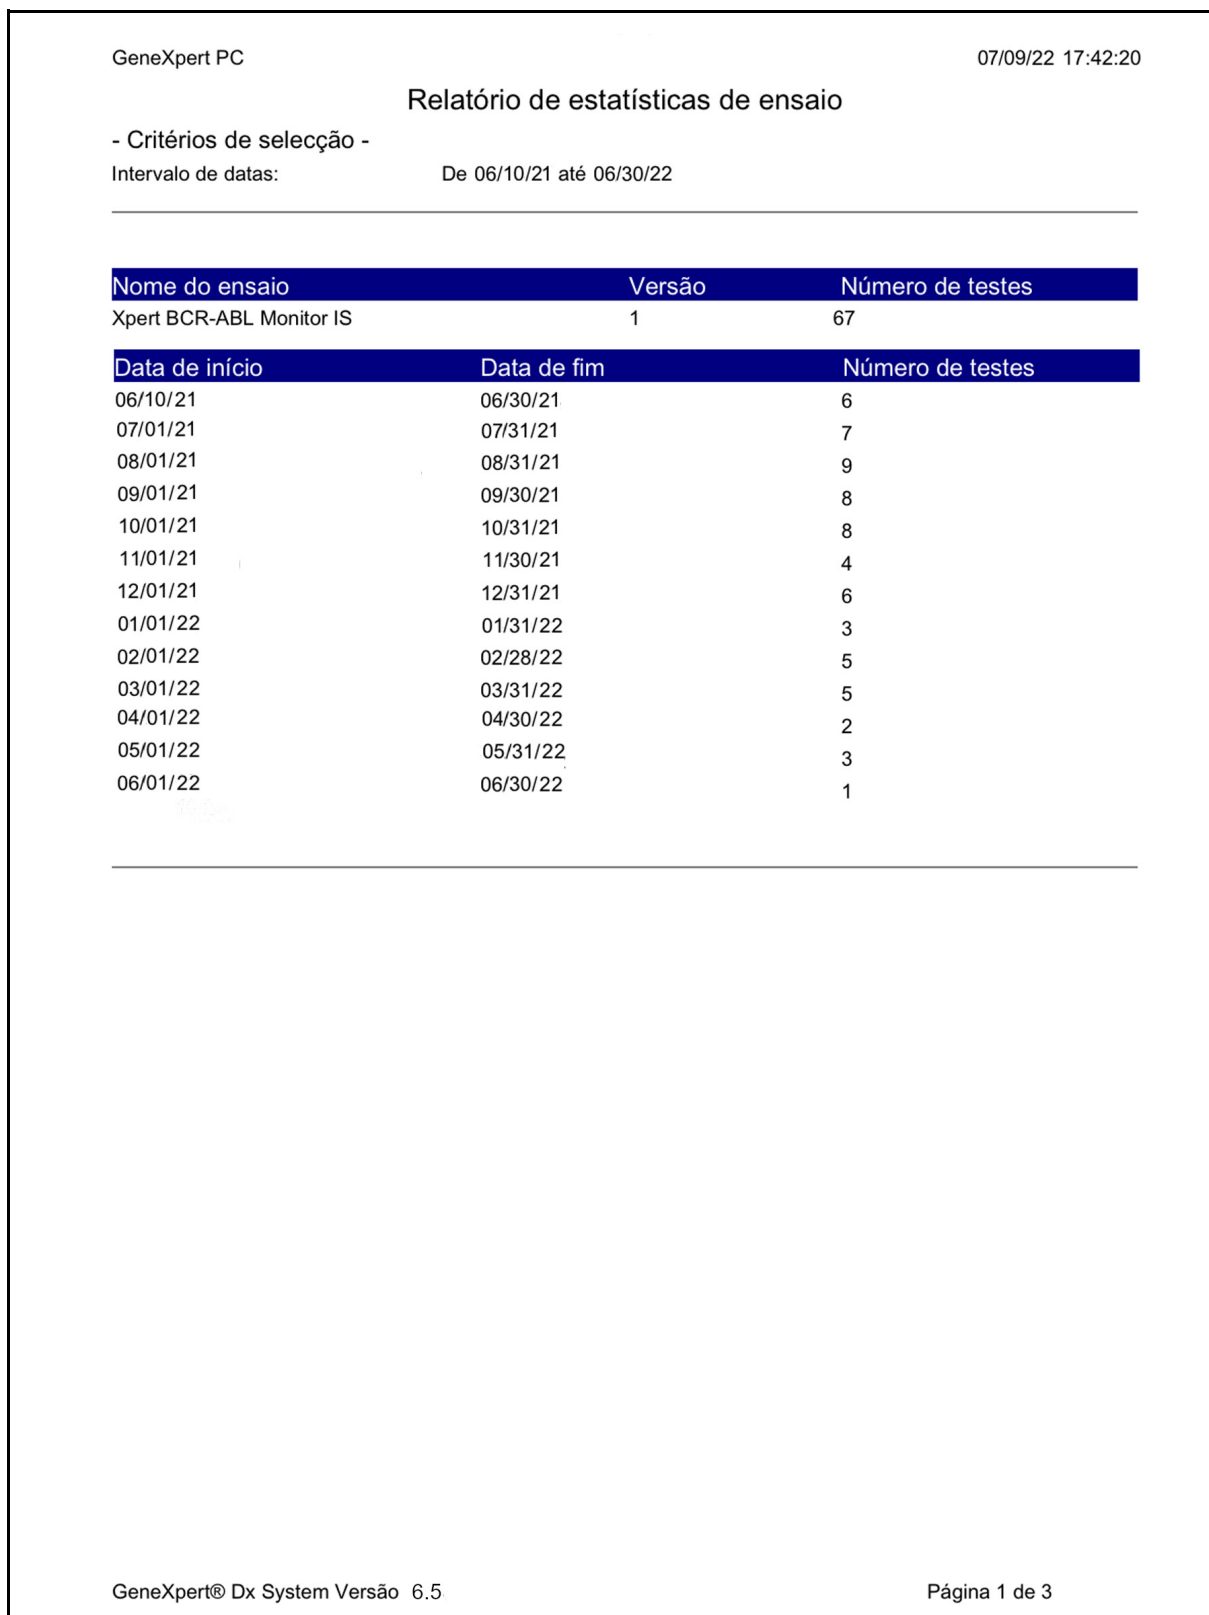 GeneXpert PC 07/09/22 17:42:20
Relatório de estatísticas de ensaio
- Critérios de selecção -
Intervalo de datas: De 06/10/21 até 06/30/22
Nome do ensaio Versão Número de testes
Xpert BCR-ABL Monitor IS 1 67
Data de início Data de fim Número de testes
06/10/21 06/30/21 6
07/01/21 07/31/21 7
08/01/21 08/31/21 9
09/01/21 09/30/21 8
10/01/21 10/31/21 8
11/01/21 11/30/21 4
12/01/21 12/31/21 6
01/01/22 01/31/22 3
02/01/22 02/28/22 5
03/01/22 03/31/22 5
04/01/22 04/30/22 2
05/01/22 05/31/22 3
06/01/22 06/30/22 1
GeneXpert® Dx System Versão 6.5 Página 1 de 3